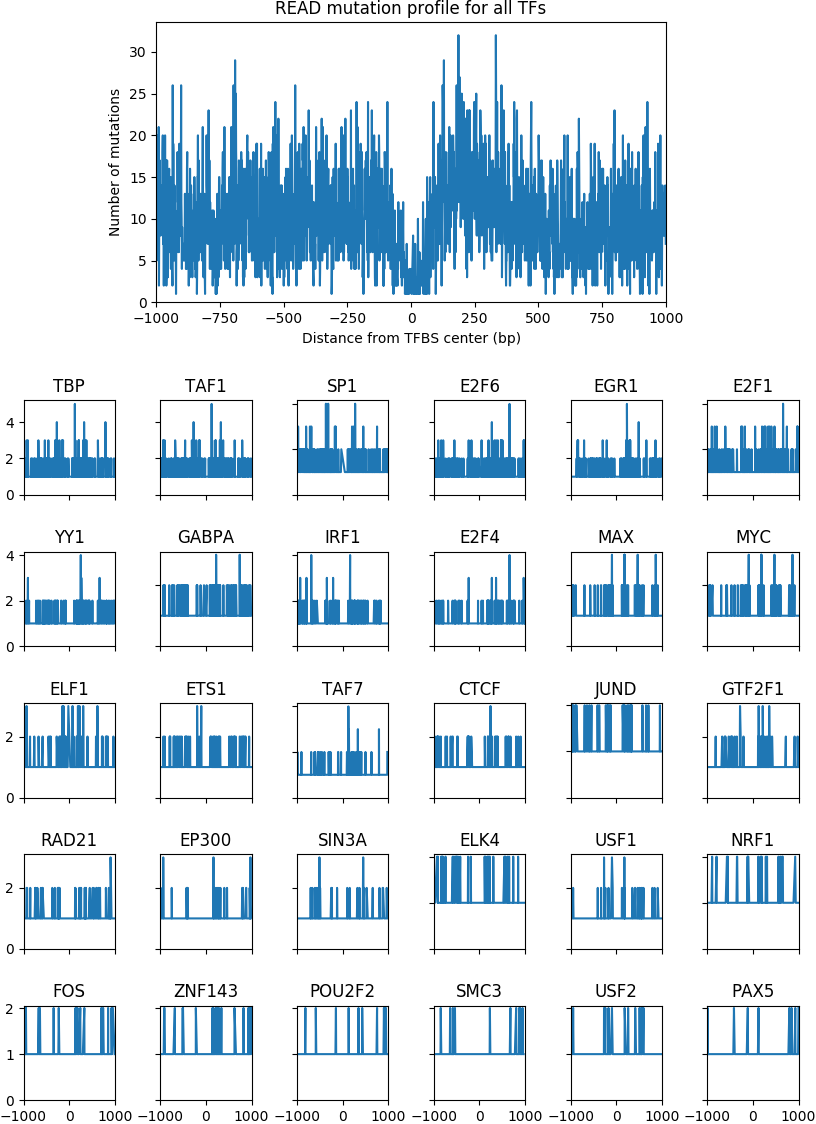 READ mutation profile for all TFs
Number of mutations
30
25
20
15
10
5
0
−1000 −750 −500 −250 0 250 500 750 1000
Distance from TFBS center (bp)
TBP TAF1 SP1 E2F6 EGR1 E2F1
4
2
0
YY1 GABPA IRF1 E2F4 MAX MYC
4
2
0
ELF1 ETS1 TAF7 CTCF JUND GTF2F1
2
0
RAD21 EP300 SIN3A ELK4 USF1 NRF1
2
0
FOS ZNF143 POU2F2 SMC3 USF2 PAX5
2
1
0
−1000 0 1000 −1000 0 1000 −1000 0 1000 −1000 0 1000 −1000 0 1000 −1000 0 1000